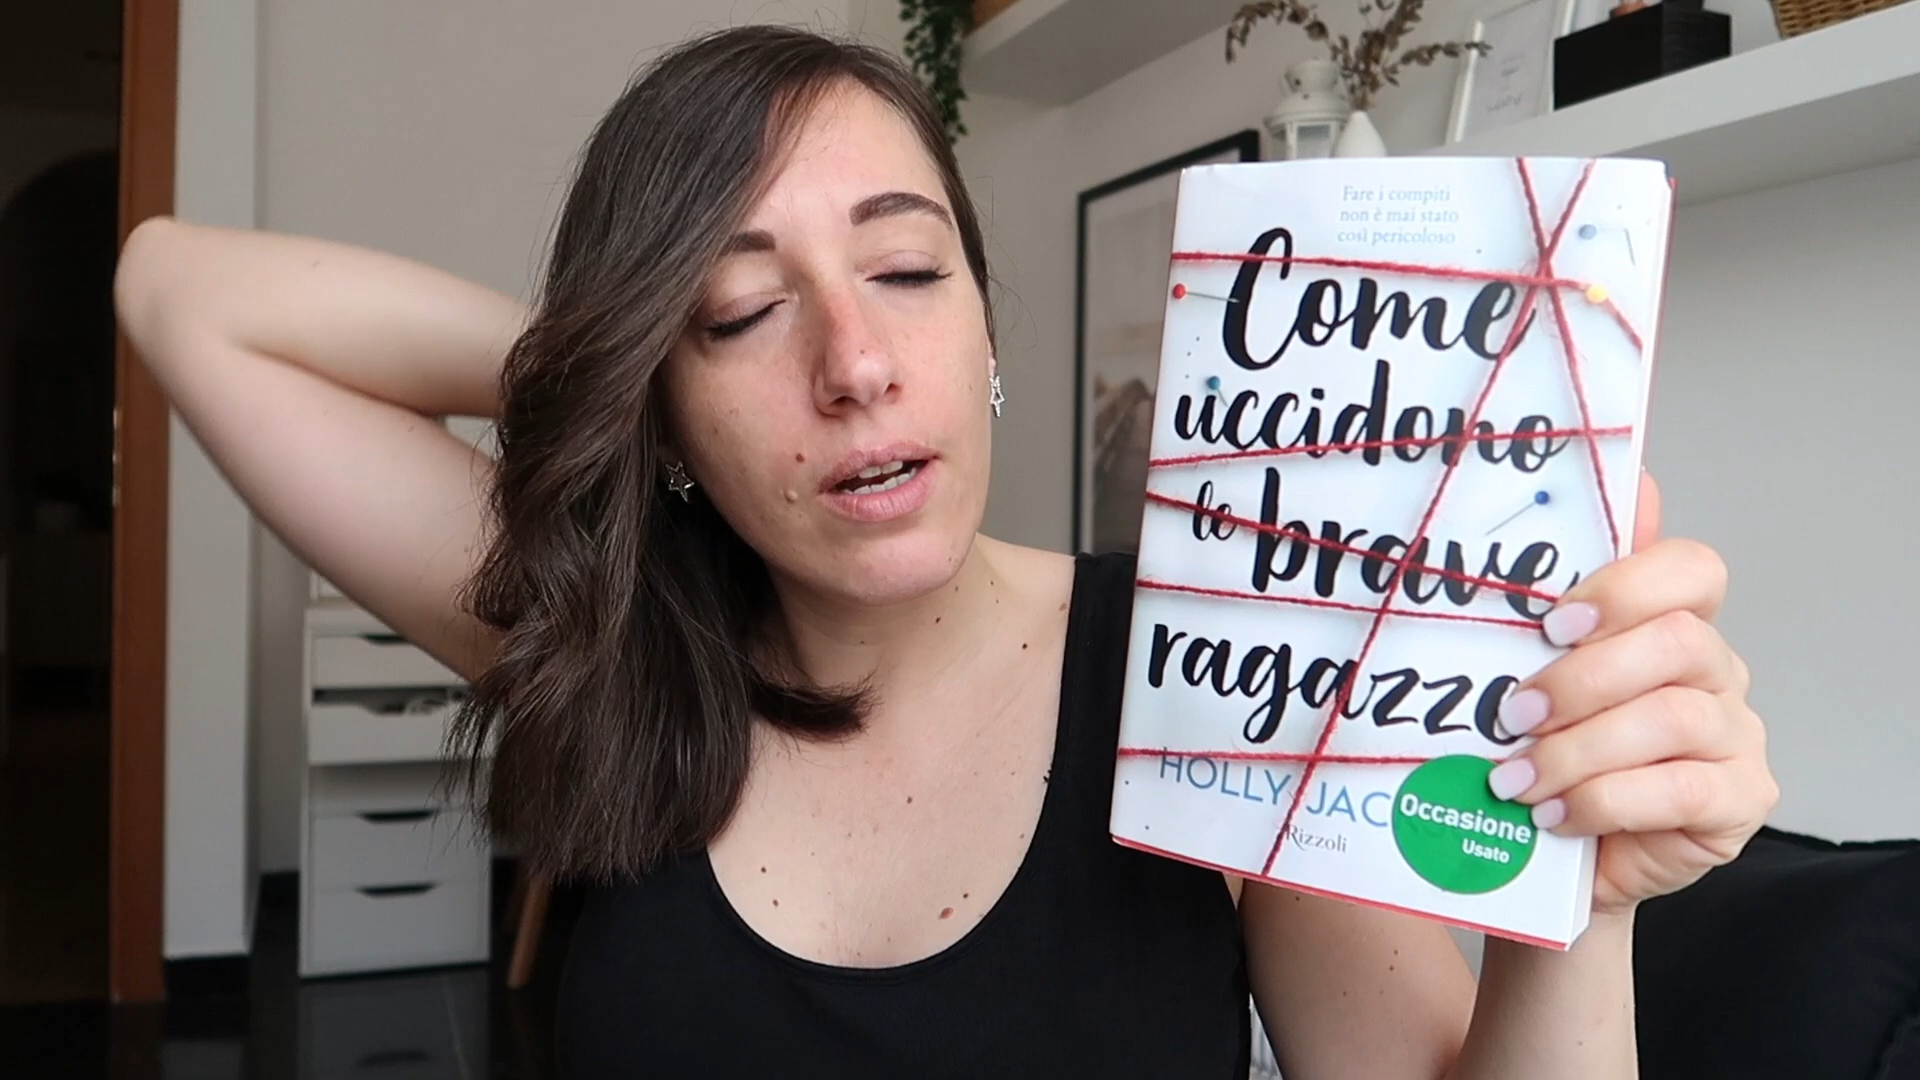 Fare i compiti
non è mai stato
così pericoloso
Come
uccidono
le brave
ragazze
HOLLY JAC
Rizzoli
Occasione
Usato